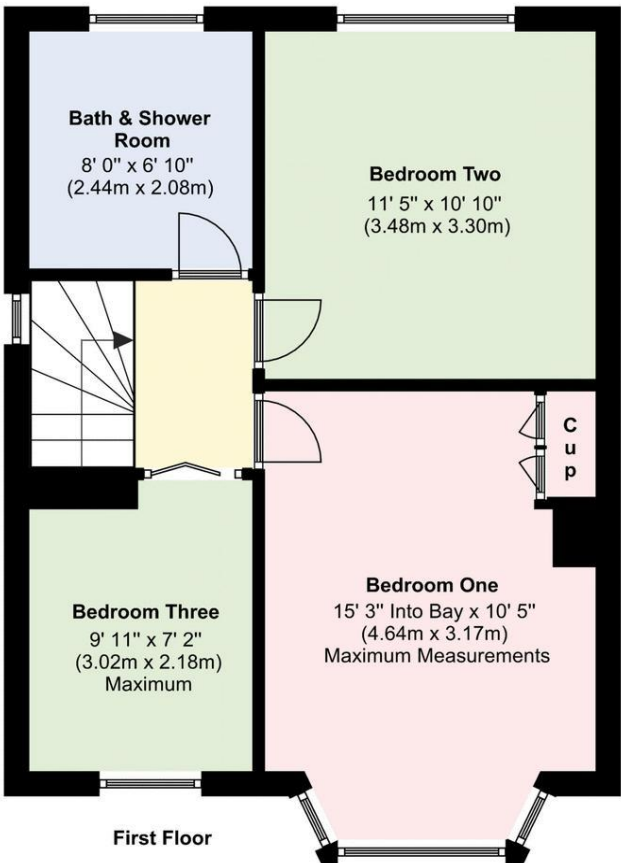 Bath & Shower
Room
8' 0" x 6' 10"
(2.44m x 2.08m)
Bedroom Two
11' 5" x 10' 10"
(3.48m x 3.30m)
C
u
p
Bedroom One
15' 3" Into Bay x 10' 5"
(4.64m x 3.17m)
Maximum Measurements
Bedroom Three
9' 11" x 7' 2"
(3.02m x 2.18m)
Maximum
First Floor